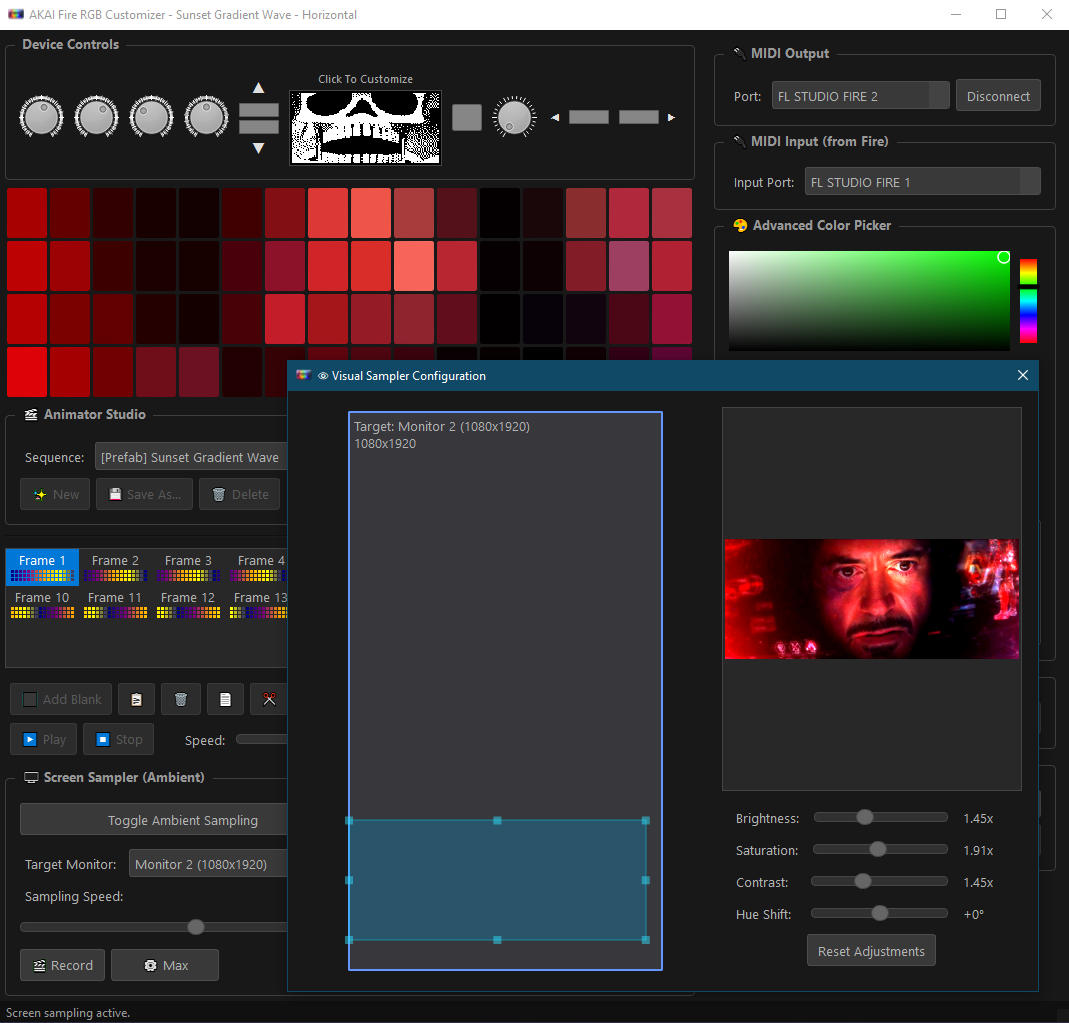 AKAI Fire RGB Customizer - Sunset Gradient Wave - Horizontal
Device Controls
Click To Customize
MIDI Output
Port:
FL STUDIO FIRE 2
Disconnect
MIDI Input (from Fire)
Input Port:
FL STUDIO FIRE 1
Advanced Color Picker
Visual Sampler Configuration
Target: Monitor 2 (1080x1920)
1080x1920
Brightness:
1.45x
Saturation:
1.91x
Contrast:
1.45x
Hue Shift:
+0°
Reset Adjustments
Animator Studio
Sequence:
[Prefab] Sunset Gradient Wave
New
Save As...
Delete
Frame 1
Frame 2
Frame 3
Frame 4
Frame 10
Frame 11
Frame 12
Frame 13
Add Blank
Play
Stop
Speed:
Screen Sampler (Ambient)
Toggle Ambient Sampling
Target Monitor:
Monitor 2 (1080x1920)
Sampling Speed:
Record
Max
Screen sampling active.